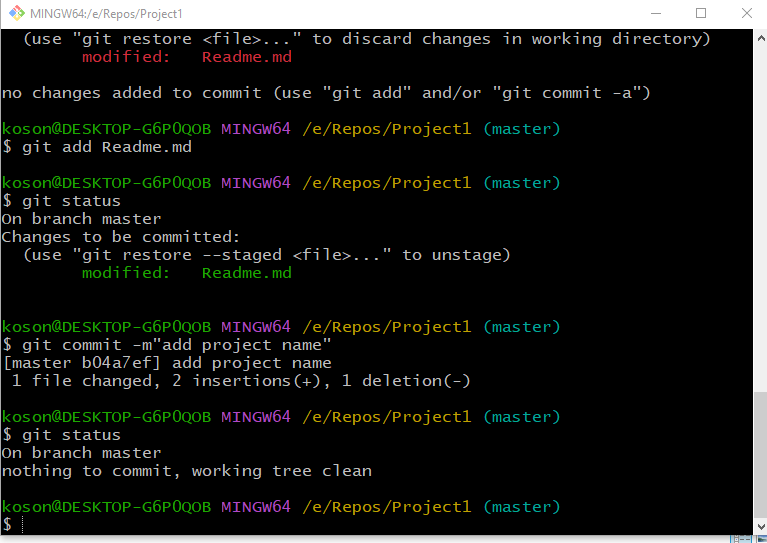 MINGW64:/e/Repos/Project1
(use "git restore <file>..." to discard changes in working directory)
modified:   Readme.md
no changes added to commit (use "git add" and/or "git commit -a")
koson@DESKTOP-G6P0QOB MINGW64 /e/Repos/Project1 (master)
$ git add Readme.md
koson@DESKTOP-G6P0QOB MINGW64 /e/Repos/Project1 (master)
$ git status
On branch master
Changes to be committed:
(use "git restore --staged <file>..." to unstage)
modified:   Readme.md
koson@DESKTOP-G6P0QOB MINGW64 /e/Repos/Project1 (master)
$ git commit -m"add project name"
[master b04a7ef] add project name
1 file changed, 2 insertions(+), 1 deletion(-)
koson@DESKTOP-G6P0QOB MINGW64 /e/Repos/Project1 (master)
$ git status
On branch master
nothing to commit, working tree clean
koson@DESKTOP-G6P0QOB MINGW64 /e/Repos/Project1 (master)
$